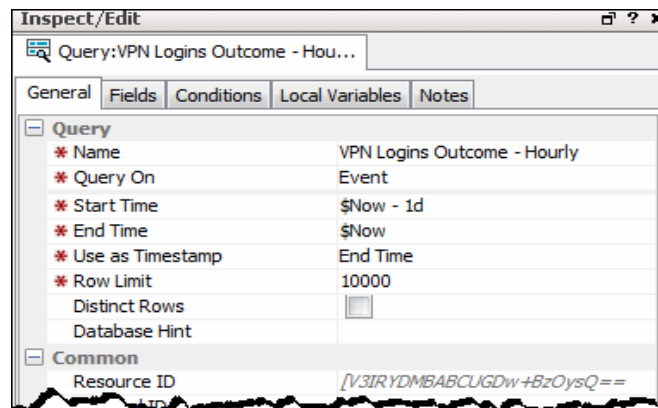 Inspect/Edit ?
Query:VPN Logins Outcome - Hou...
General Fields Conditions Local Variables Notes
Query
* Name VPN Logins Outcome - Hourly
* Query On Event
* Start Time $Now - 1d
* End Time $Now
* Use as Timestamp End Time
* Row Limit 10000
Distinct Rows
Database Hint
Common
Resource ID [V3IRYDMBABCUGDw+BzOysQ==